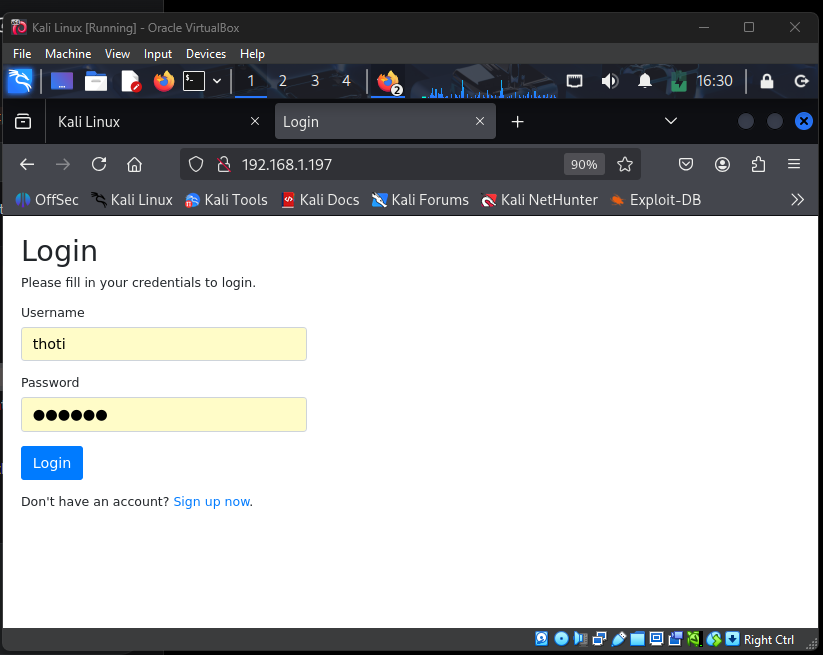 Kali Linux [Running] - Oracle VirtualBox
File Machine View Input Devices Help
1 2 3 4 2 16:30
Kali Linux Login
192.168.1.197 90%
OffSec Kali Linux Kali Tools Kali Docs Kali Forums Kali NetHunter Exploit-DB
Login
Please fill in your credentials to login.
Username
thoti
Password
●●●●●●
Login
Don't have an account? Sign up now.
Right Ctrl